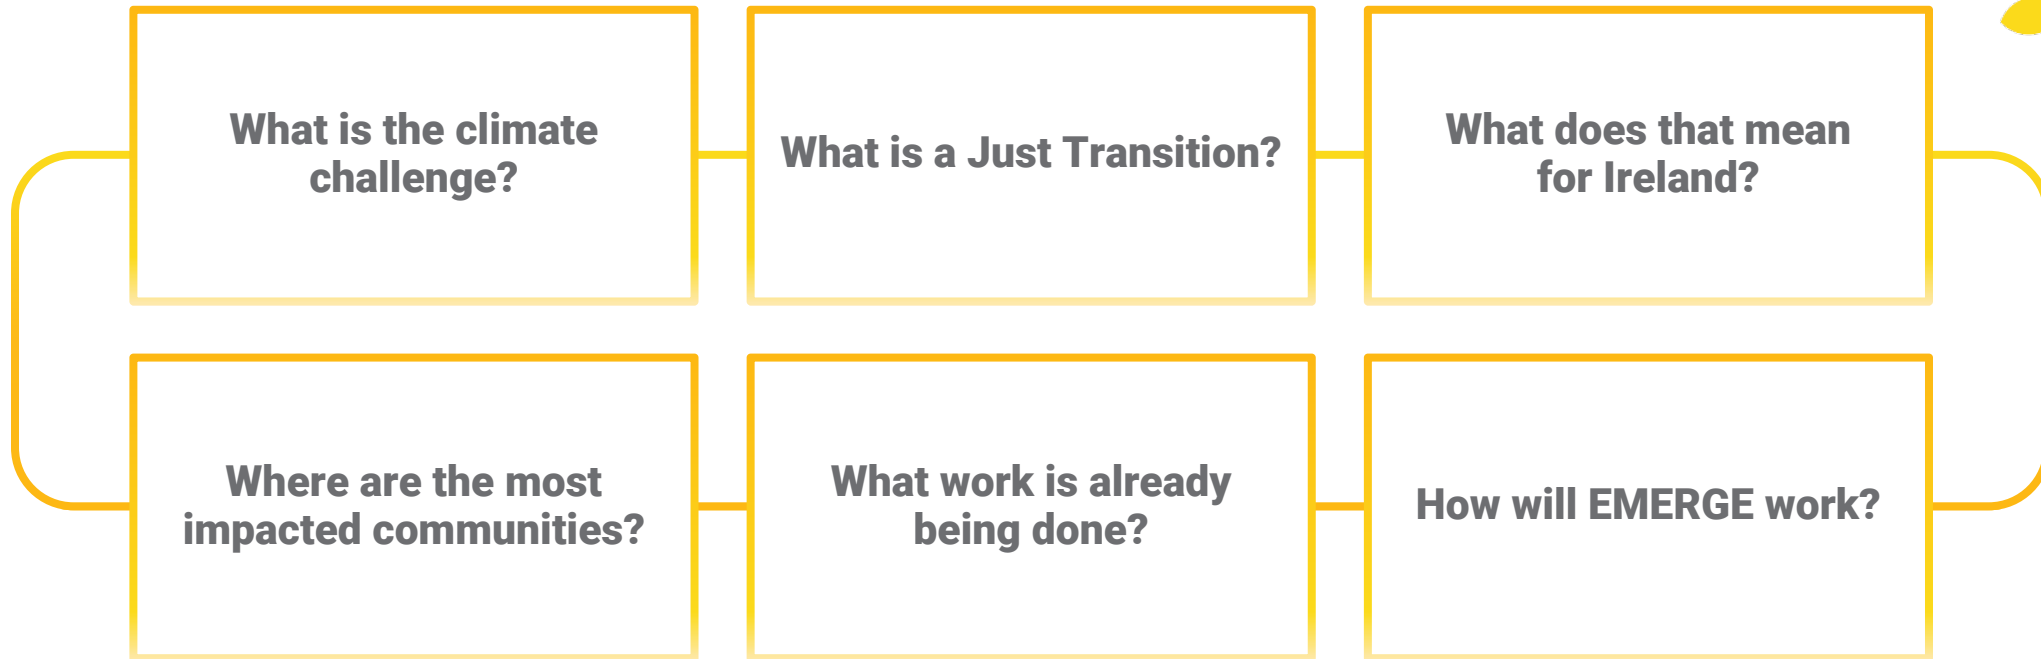 What is the climate
challenge?
What is a Just Transition?
What does that mean
for Ireland?
Where are the most
impacted communities?
What work is already
being done?
How will EMERGE work?